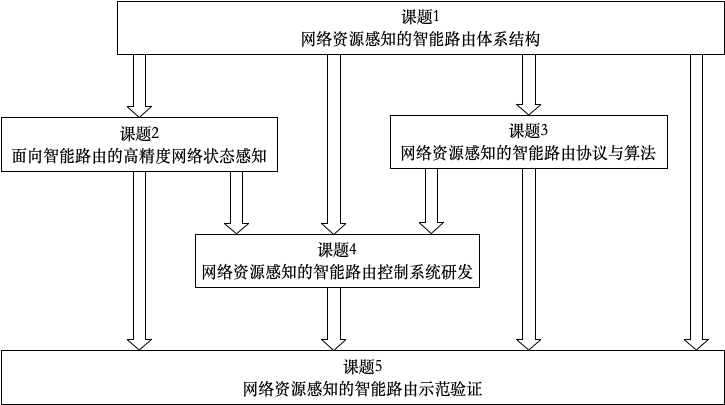 课题1
网络资源感知的智能路由体系结构
课题2
面向智能路由的高精度网络状态感知
课题3
网络资源感知的智能路由协议与算法
课题4
网络资源感知的智能路由控制系统研发
课题5
网络资源感知的智能路由示范验证